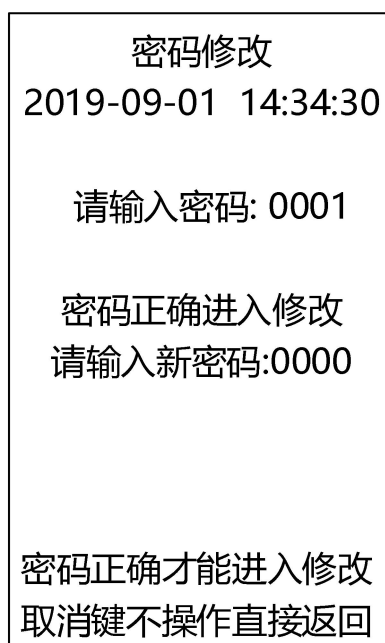 密码修改
2019-09-01 14:34:30
请输入密码: 0001
密码正确进入修改
请输入新密码:0000
密码正确才能进入修改
取消键不操作直接返回